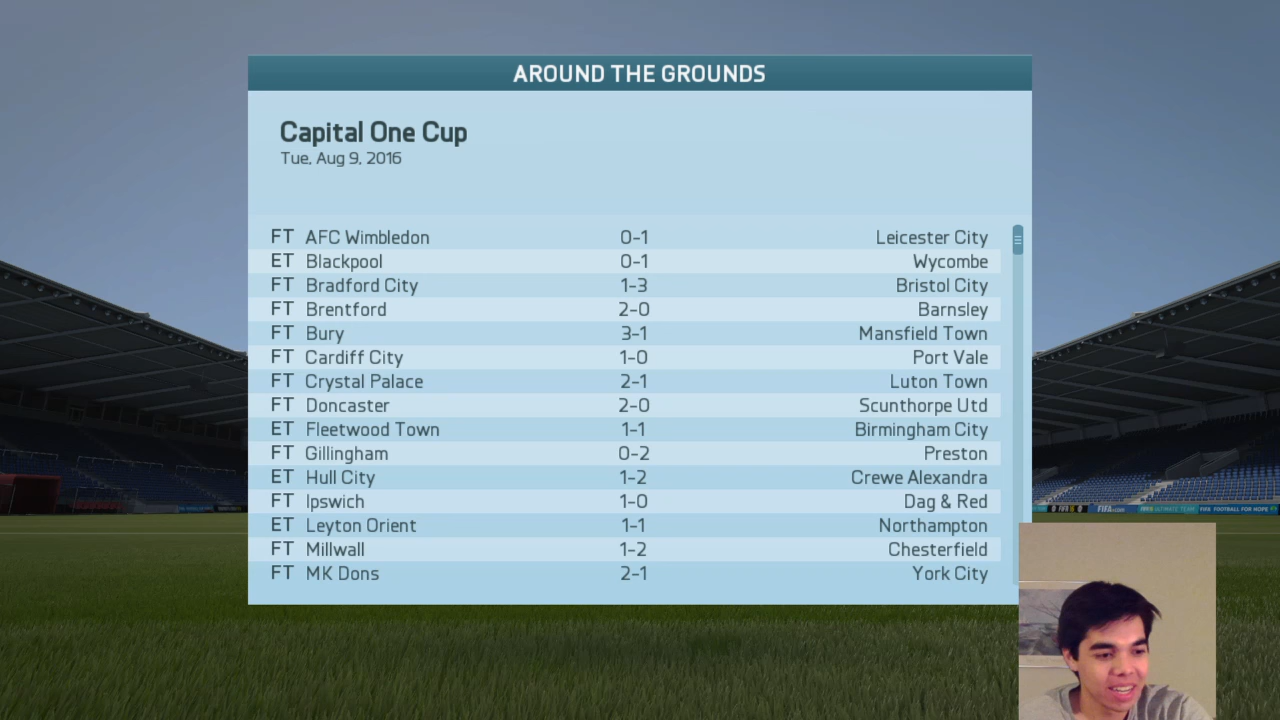 AROUND THE GROUNDS
Capital One Cup
Tue, Aug 9, 2016
FT AFC Wimbledon 0-1 Leicester City
ET Blackpool 0-1 Wycombe
FT Bradford City 1-3 Bristol City
FT Brentford 2-0 Barnsley
FT Bury 3-1 Mansfield Town
FT Cardiff City 1-0 Port Vale
FT Crystal Palace 2-1 Luton Town
FT Doncaster 2-0 Scunthorpe Utd
ET Fleetwood Town 1-1 Birmingham City
FT Gillingham 0-2 Preston
ET Hull City 1-2 Crewe Alexandra
FT Ipswich 1-0 Dag & Red
ET Leyton Orient 1-1 Northampton
FT Millwall 1-2 Chesterfield
FT MK Dons 2-1 York City
FIFA FOOTBALL FOR HOPE